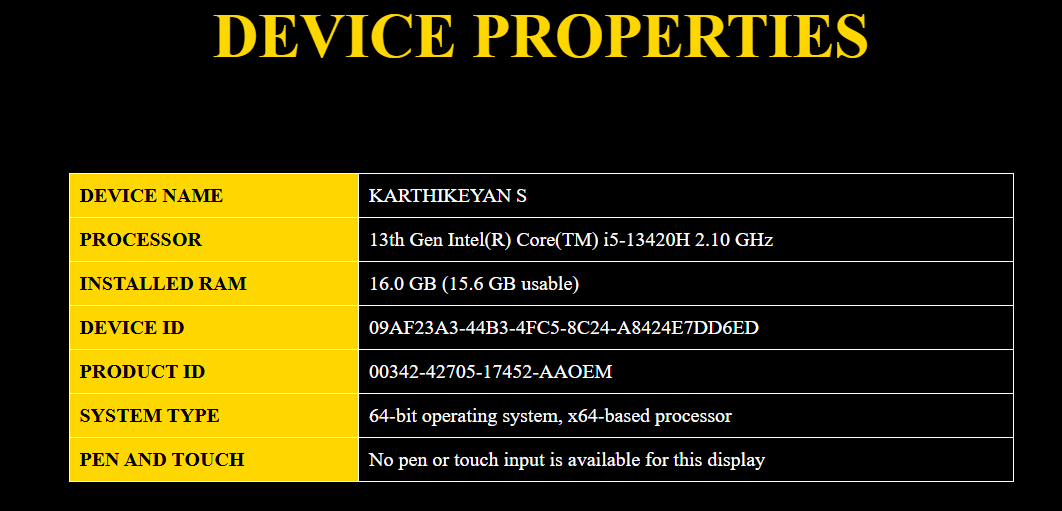 DEVICE PROPERTIES
DEVICE NAME KARTHIKEYAN S
PROCESSOR 13th Gen Intel(R) Core(TM) i5-13420H 2.10 GHz
INSTALLED RAM 16.0 GB (15.6 GB usable)
DEVICE ID 09AF23A3-44B3-4FC5-8C24-A8424E7DD6ED
PRODUCT ID 00342-42705-17452-AAOEM
SYSTEM TYPE 64-bit operating system, x64-based processor
PEN AND TOUCH No pen or touch input is available for this display